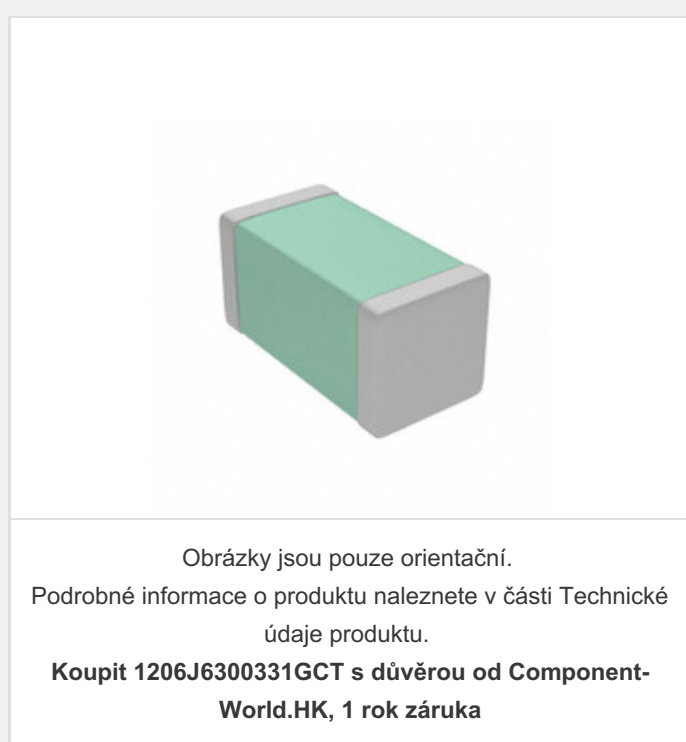 Obrázky jsou pouze orientační.
Podrobné informace o produktu naleznete v části Technické
údaje produktu.
Koupit 1206J6300331GCT s důvěrou od Component-
World.HK, 1 rok záruka